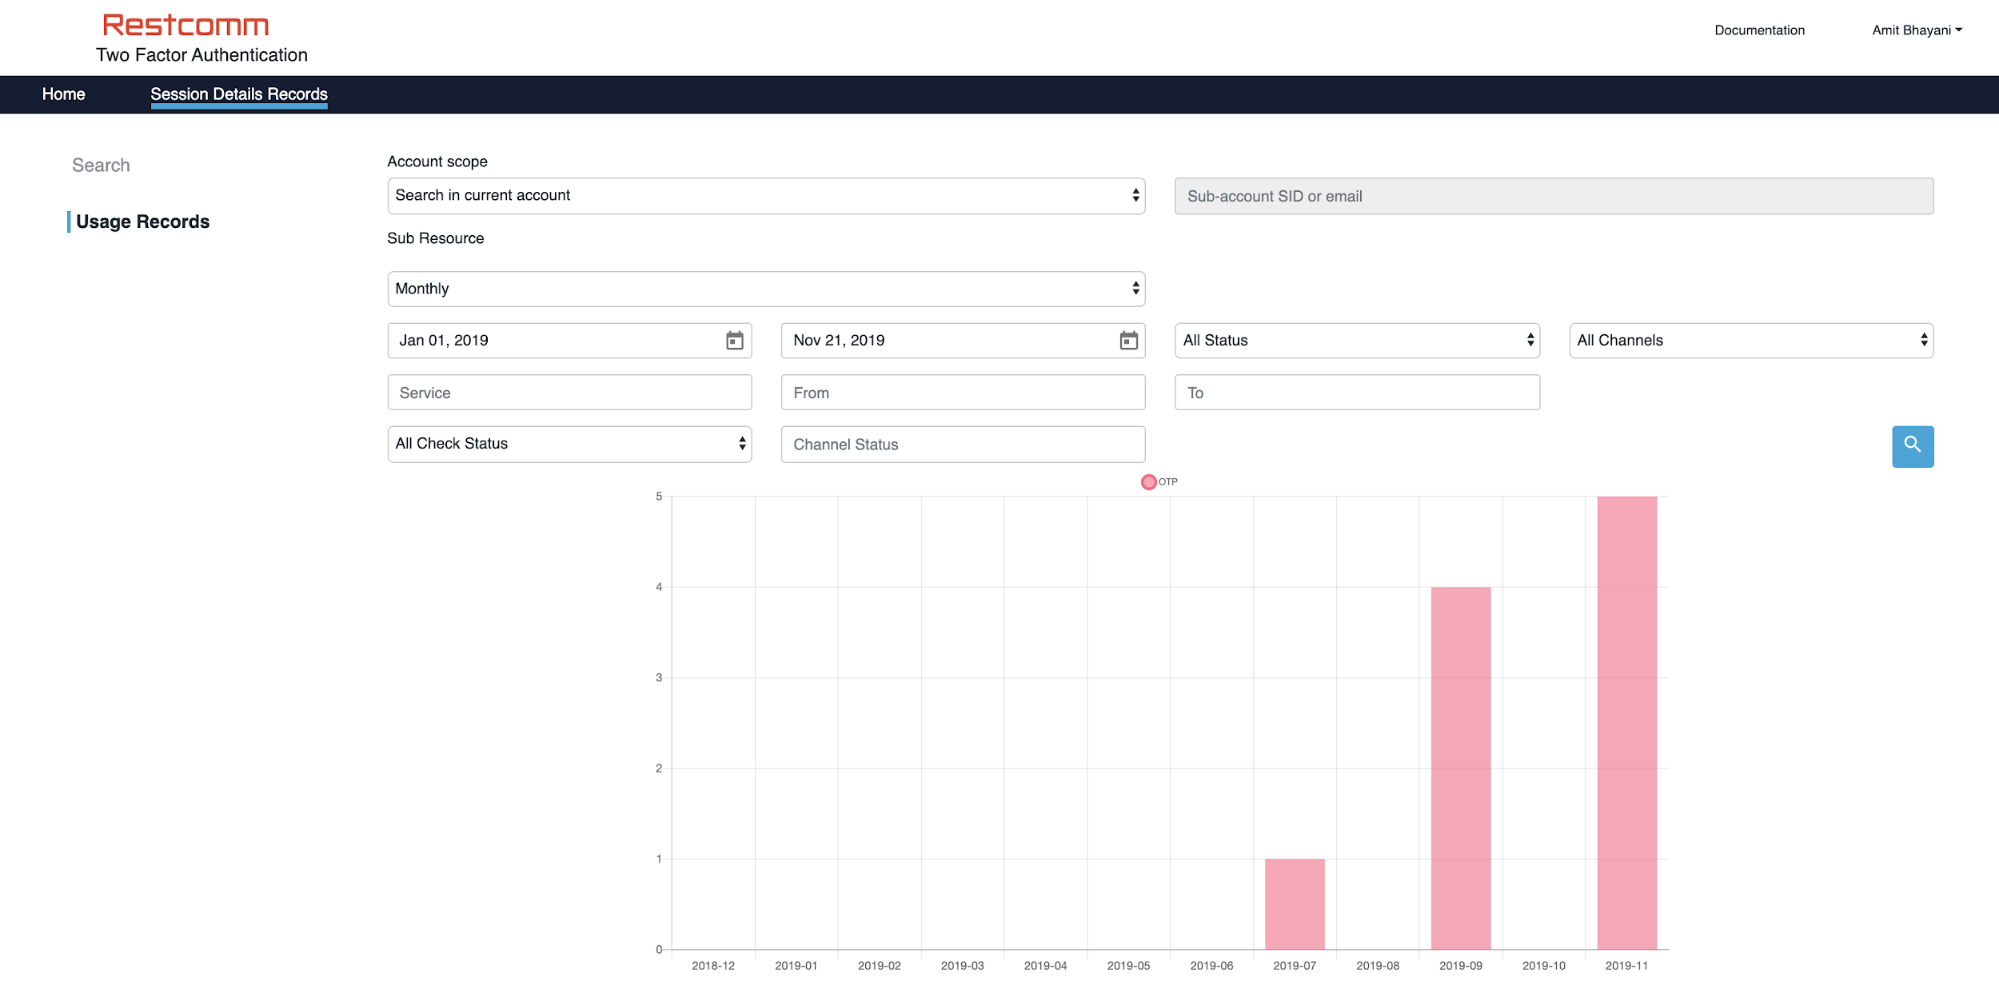 Restcomm
Two Factor Authentication
Documentation
Amit Bhayani
Home
Session Details Records
Search
Usage Records
Account scope
Search in current account
Sub-account SID or email
Sub Resource
Monthly
Jan 01, 2019
Nov 21, 2019
All Status
All Channels
Service
From
To
All Check Status
Channel Status
OTP
5
4
3
2
1
0
2018-12
2019-01
2019-02
2019-03
2019-04
2019-05
2019-06
2019-07
2019-08
2019-09
2019-10
2019-11